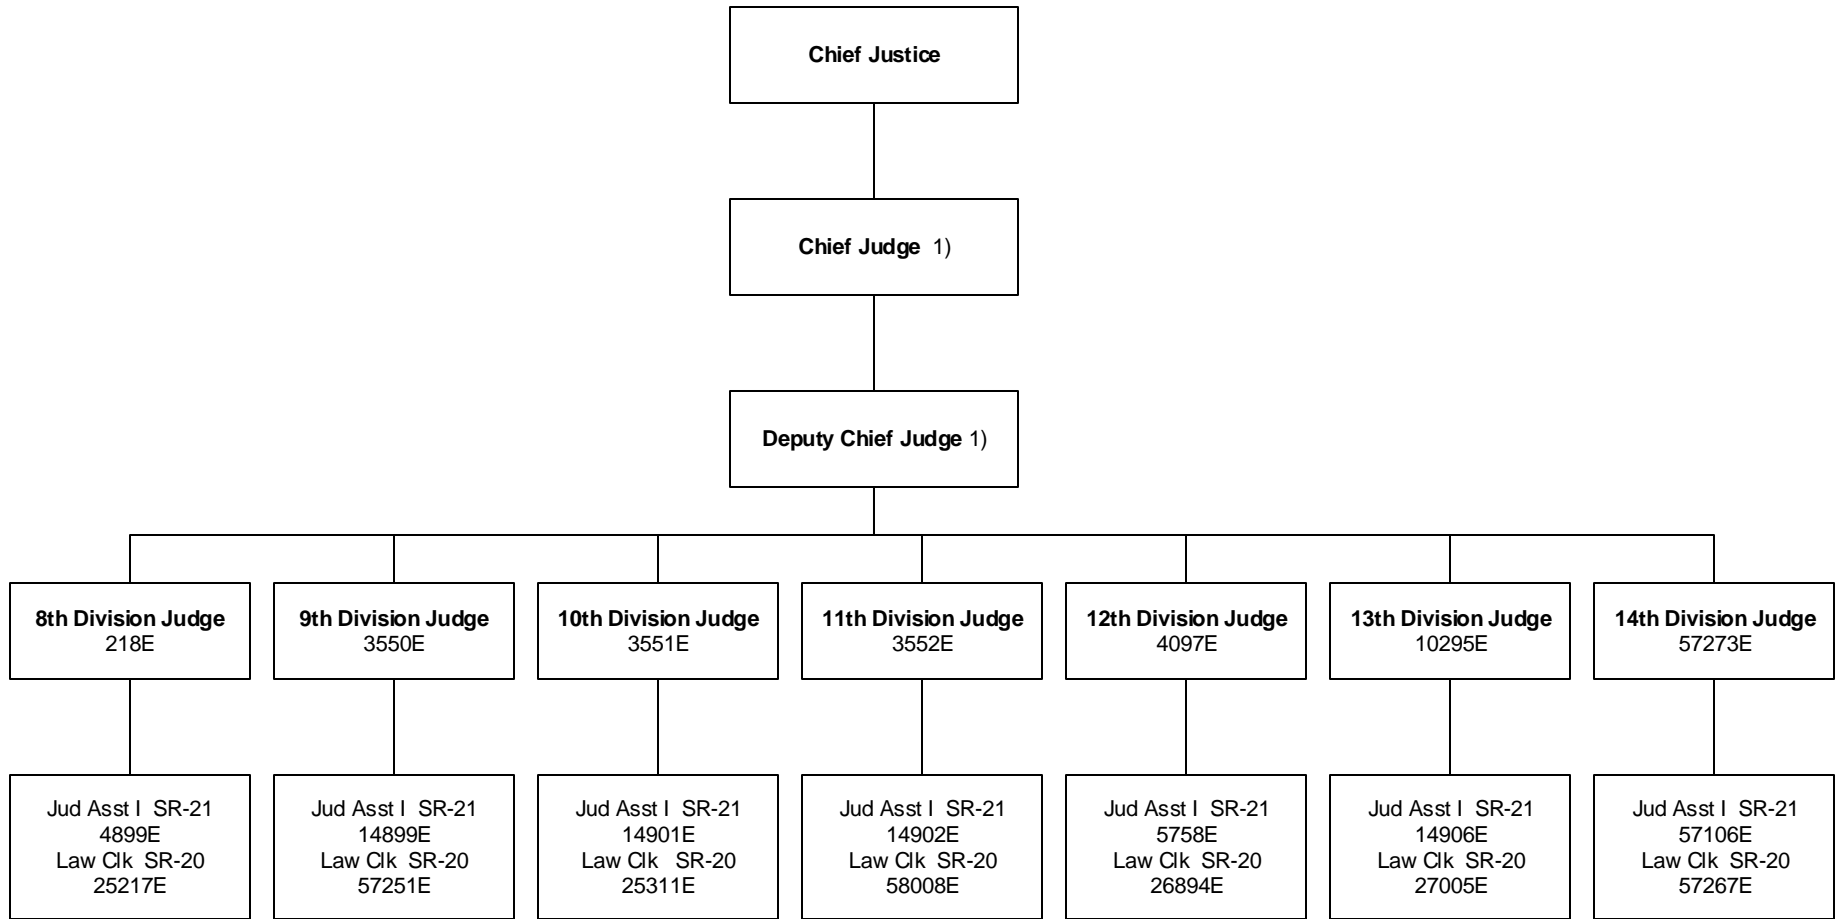 Chief Justice
Chief Judge 1)
Deputy Chief Judge 1)
8th Division Judge
218E
9th Division Judge
3550E
10th Division Judge
3551E
11th Division Judge
3552E
12th Division Judge
4097E
13th Division Judge
10295E
14th Division Judge
57273E
Jud Asst I SR-21
4899E
Law Clk SR-20
25217E
Jud Asst I SR-21
14899E
Law Clk SR-20
57251E
Jud Asst I SR-21
14901E
Law Clk SR-20
25311E
Jud Asst I SR-21
14902E
Law Clk SR-20
58008E
Jud Asst I SR-21
5758E
Law Clk SR-20
26894E
Jud Asst I SR-21
14906E
Law Clk SR-20
27005E
Jud Asst I SR-21
57106E
Law Clk SR-20
57267E